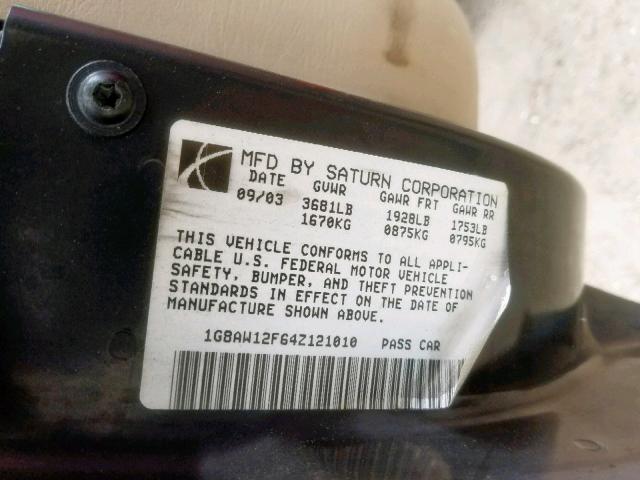 MFD BY SATURN CORPORATION
DATE GVWR GAWR FRT GAWR RR
09/03 3681LB 1928LB 1753LB
1670KG 0875KG 0795KG
THIS VEHICLE CONFORMS TO ALL APPLI-
CABLE U.S. FEDERAL MOTOR VEHICLE
SAFETY, BUMPER, AND THEFT PREVENTION
STANDARDS IN EFFECT ON THE DATE OF
MANUFACTURE SHOWN ABOVE.
1G8AW12F64Z121010 PASS CAR